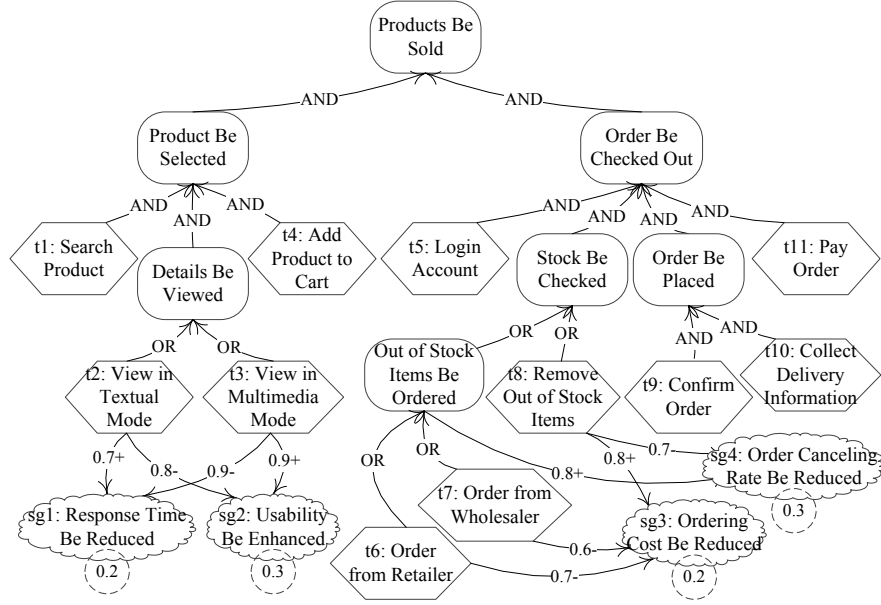 Products Be
Sold
AND
AND
Product Be
Selected
Order Be
Checked Out
AND
AND
AND
AND
AND
AND
AND
t1: Search
Product
Details Be
Viewed
t4: Add
Product to
Cart
t5: Login
Account
Stock Be
Checked
Order Be
Placed
t11: Pay
Order
OR
OR
OR
OR
AND
AND
t2: View in
Textual
Mode
t3: View in
Multimedia
Mode
Out of Stock
Items Be
Ordered
t8: Remove
Out of Stock
Items
t9: Confirm
Order
t10: Collect
Delivery
Information
0.7+
0.8-
0.9-
0.9+
OR
OR
0.8+
0.8+
0.7-
sg4: Order Canceling
Rate Be Reduced
0.3
sg1: Response Time
Be Reduced
0.2
sg2: Usability
Be Enhanced
0.3
t7: Order from
Wholesaler
0.6-
sg3: Ordering
Cost Be Reduced
0.2
t6: Order
from Retailer
0.7-